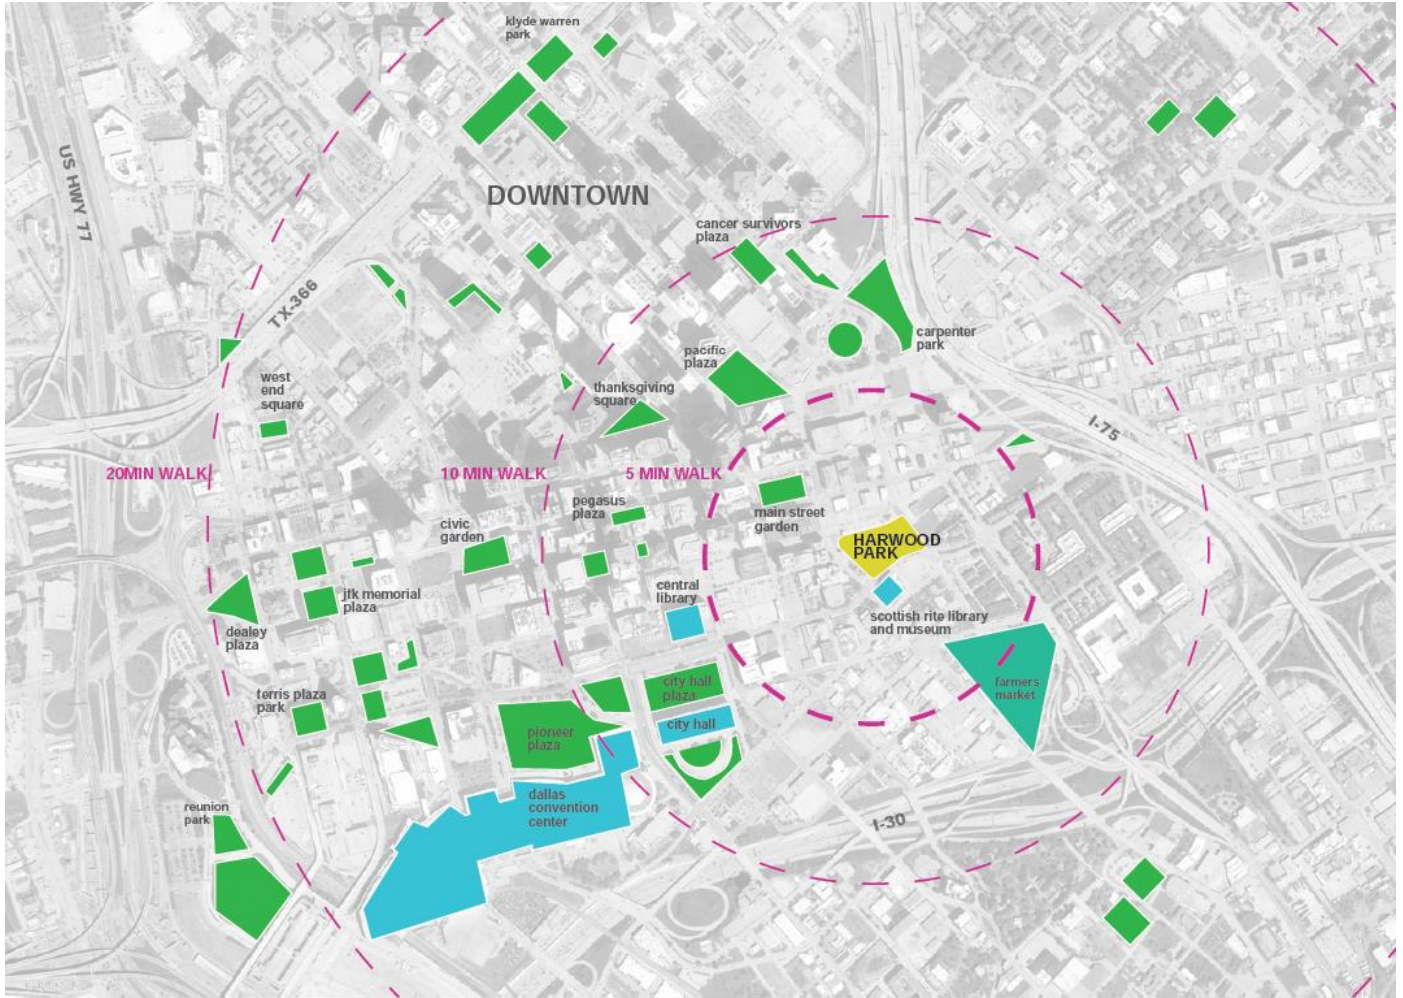 klyde warren
park
US HWY 77
DOWNTOWN
cancer survivors
plaza
TX-366
carpenter
park
pacific
plaza
west
end
square
thanksgiving
square
I-75
20MIN WALK
10 MIN WALK
5 MIN WALK
pegasus
plaza
main street
garden
civic
garden
HARWOOD
PARK
central
library
jfk memorial
plaza
scottish rite library
and museum
dealey
plaza
city hall
plaza
farmers
market
ferris plaza
park
city hall
pioneer
plaza
reunion
park
dallas
convention
center
I-30